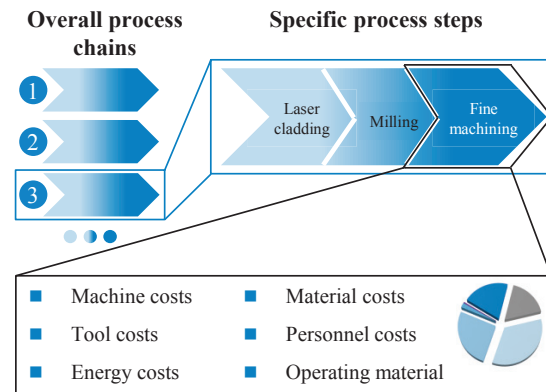 Overall process
chains
Specific process steps
1
2
3
Laser
cladding
Milling
Fine
machining
Machine costs
Tool costs
Energy costs
Material costs
Personnel costs
Operating material